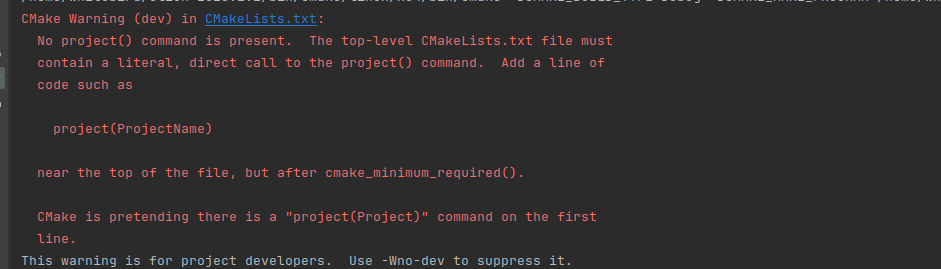 CMake Warning (dev) in CMakeLists.txt:
No project() command is present.  The top-level CMakeLists.txt file must
contain a literal, direct call to the project() command.  Add a line of
code such as
project(ProjectName)
near the top of the file, but after cmake_minimum_required().
CMake is pretending there is a "project(Project)" command on the first
line.
This warning is for project developers.  Use -Wno-dev to suppress it.